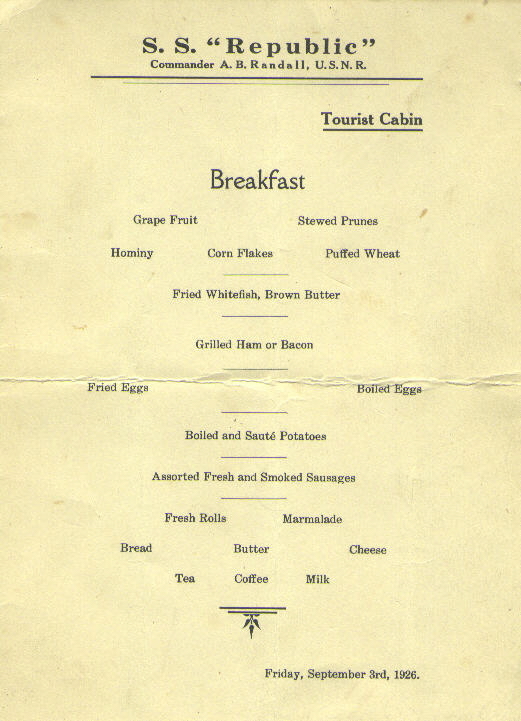 S. S. “Republic”
Commander A. B. Randall, U.S.N.R.
Tourist Cabin
Breakfast
Grape Fruit Stewed Prunes
Hominy Corn Flakes Puffed Wheat
Fried Whitefish, Brown Butter
Grilled Ham or Bacon
Fried Eggs Boiled Eggs
Boiled and Sauté Potatoes
Assorted Fresh and Smoked Sausages
Fresh Rolls Marmalade
Bread Butter Cheese
Tea Coffee Milk
Friday, September 3rd, 1926.